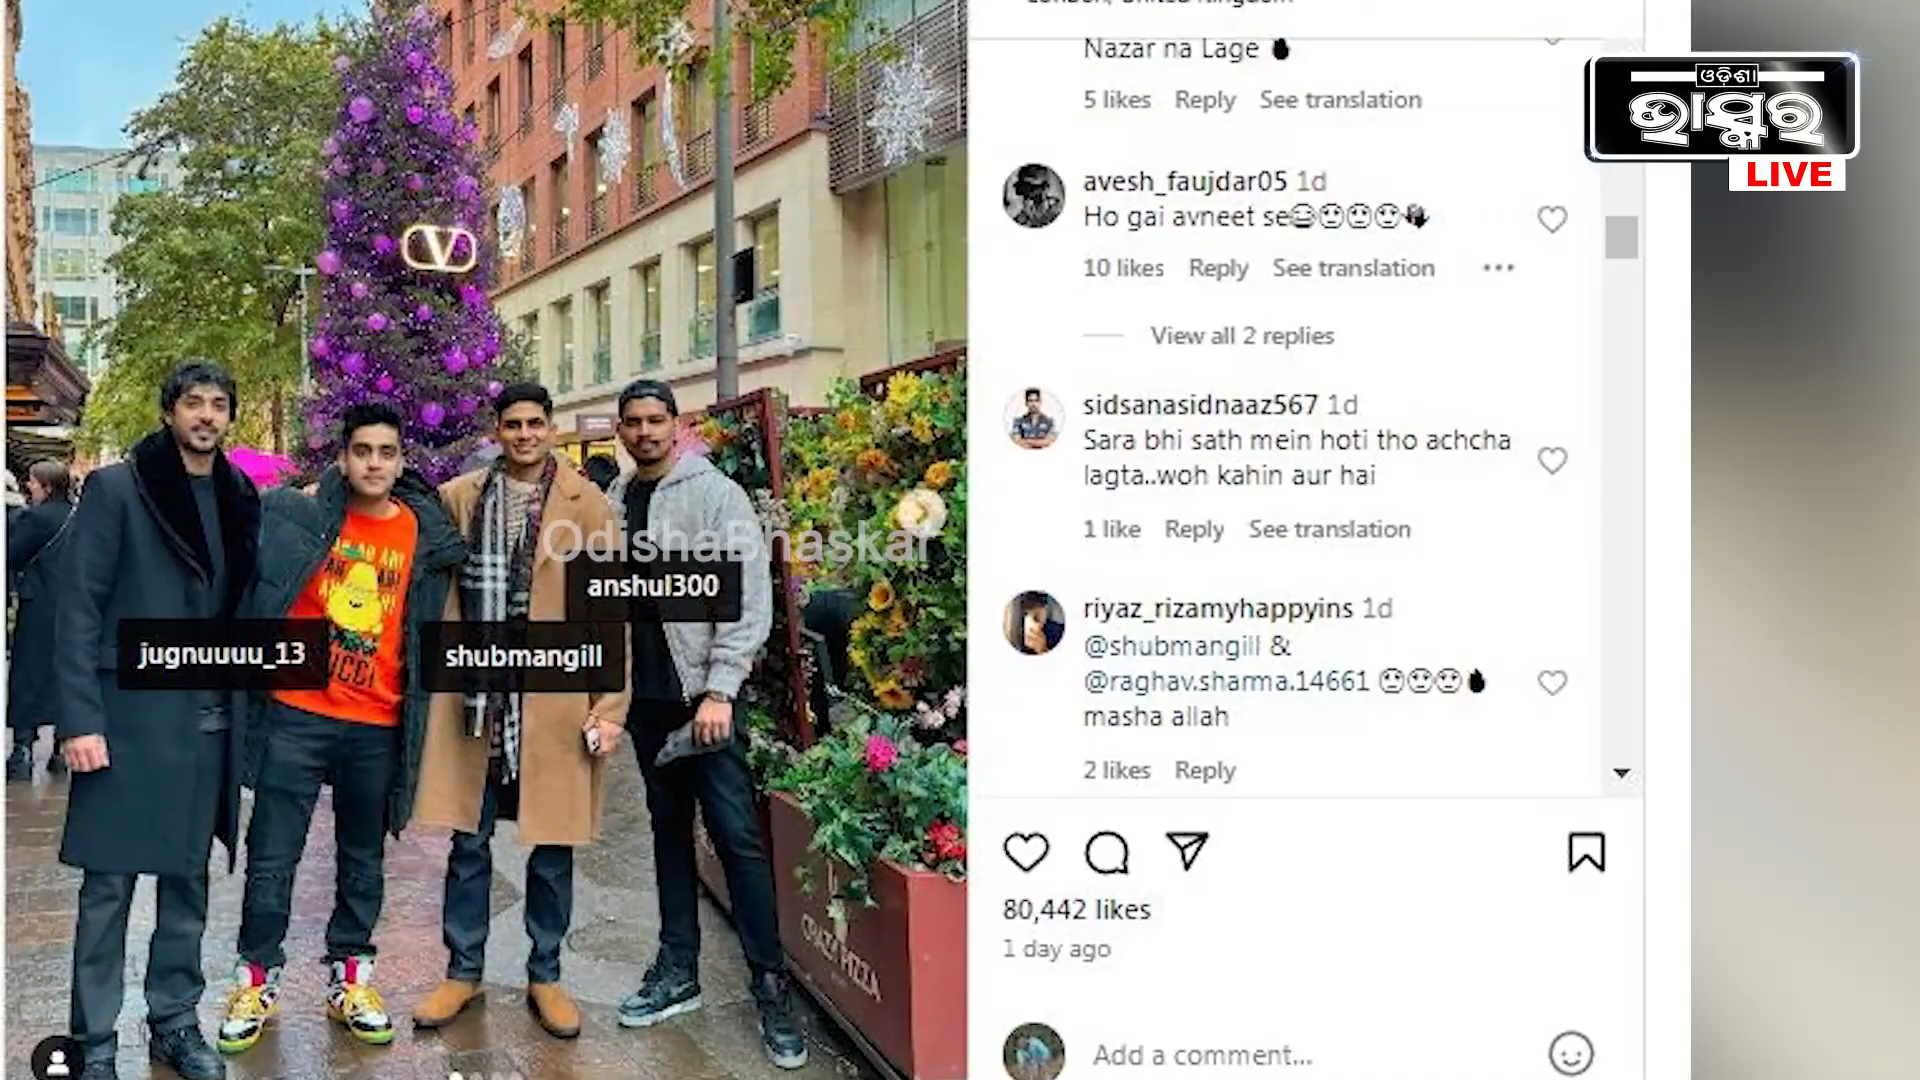 Nazar na Lage
5 likes Reply See translation
avesh_faujdar05 1d
Ho gai avneet se
10 likes Reply See translation
View all 2 replies
sidsanasidnaaz567 1d
Sara bhi sath mein hoti tho achcha
lagta..woh kahin aur hai
1 like Reply See translation
riyaz_rizamyhappyins 1d
@shubmangill &
@raghav.sharma.14661
masha allah
2 likes Reply
80,442 likes
1 day ago
Add a comment...
ଓଡ଼ିଶା
ଭାସ୍କର
LIVE
V
OdishaBhaskar
anshul300
jugnuuuu_13
shubmangill
CRAZY PIZZA